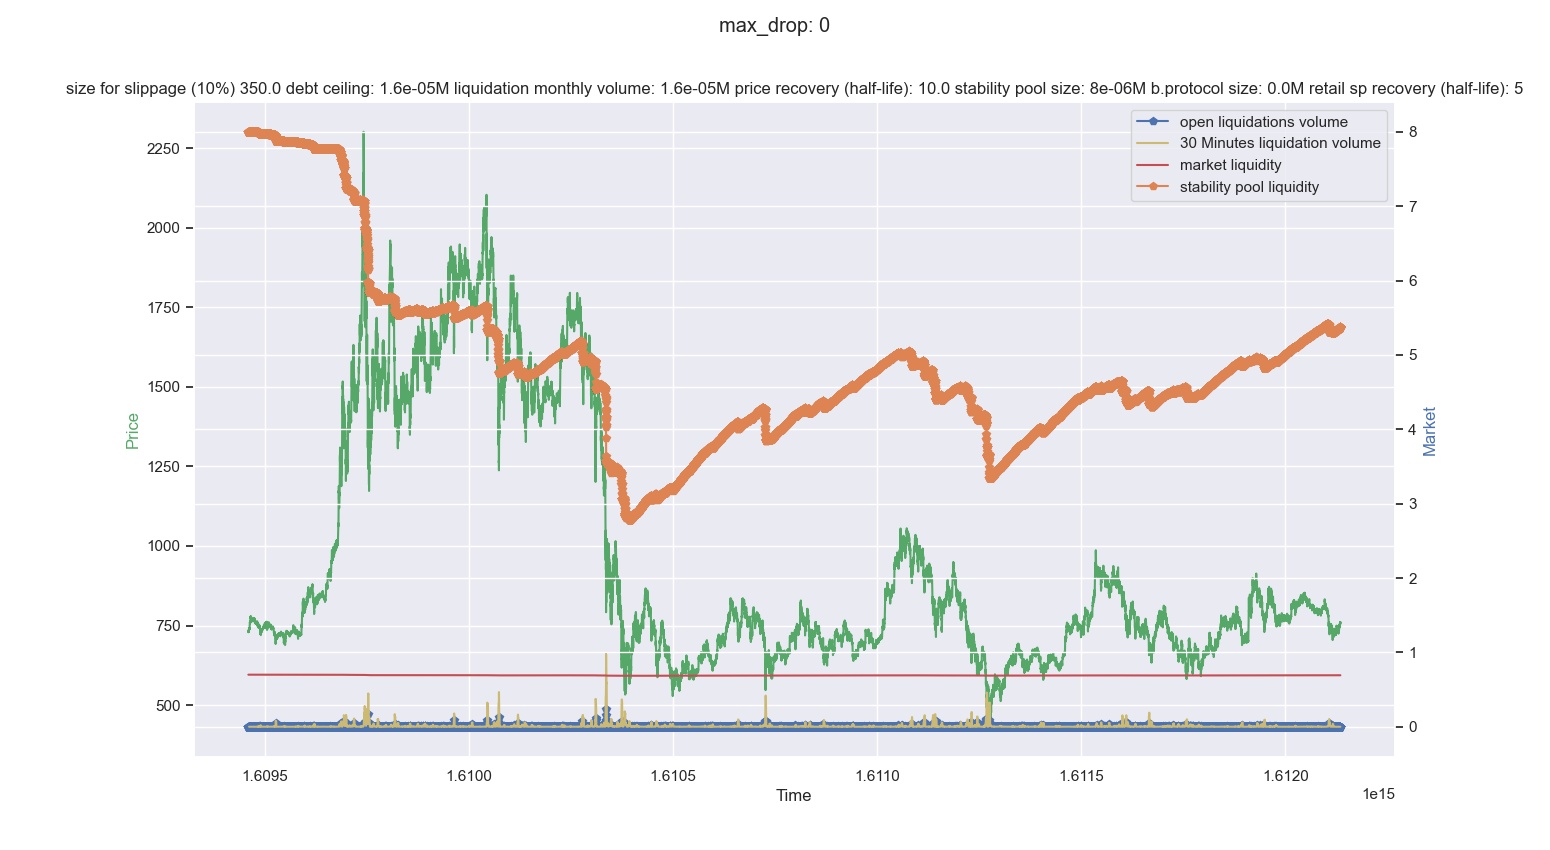 max_drop: 0
size for slippage (10%) 350.0 debt ceiling: 1.6e-05M liquidation monthly volume: 1.6e-05M price recovery (half-life): 10.0 stability pool size: 8e-06M b.protocol size: 0.0M retail sp recovery (half-life): 5
open liquidations volume
30 Minutes liquidation volume
market liquidity
stability pool liquidity
2250
2000
1750
1500
1250
1000
750
500
Price
8
7
6
5
4
3
2
1
0
Market
1.6095
1.6100
1.6105
1.6110
1.6115
1.6120
1e15
Time